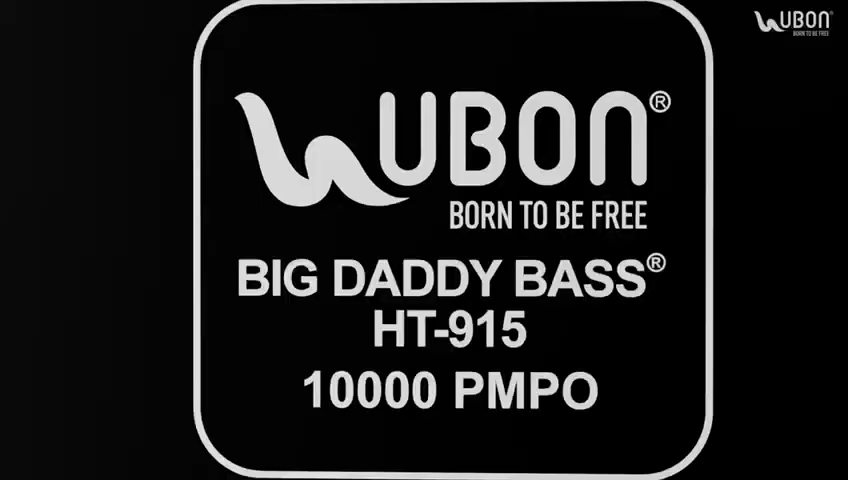 UBON®
BORN TO BE FREE
UBON®
BORN TO BE FREE
BIG DADDY BASS®
HT-915
10000 PMPO